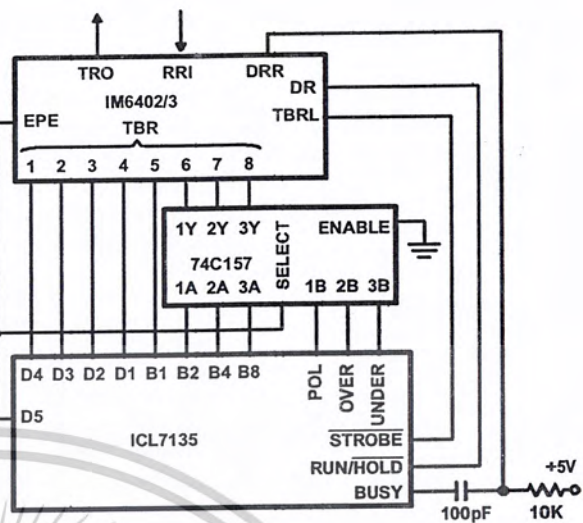 TRO RRI DRR
DR
IM6402/3
TBRL
EPE TBR
1 2 3 4 5 6 7 8
1Y 2Y 3Y SELECT ENABLE
74C157
1A 2A 3A 1B 2B 3B
D4 D3 D2 D1 B1 B2 B4 B8 POL OVER UNDER
D5
ICL7135
STROBE
RUN/HOLD
BUSY
+5V
100pF 10K